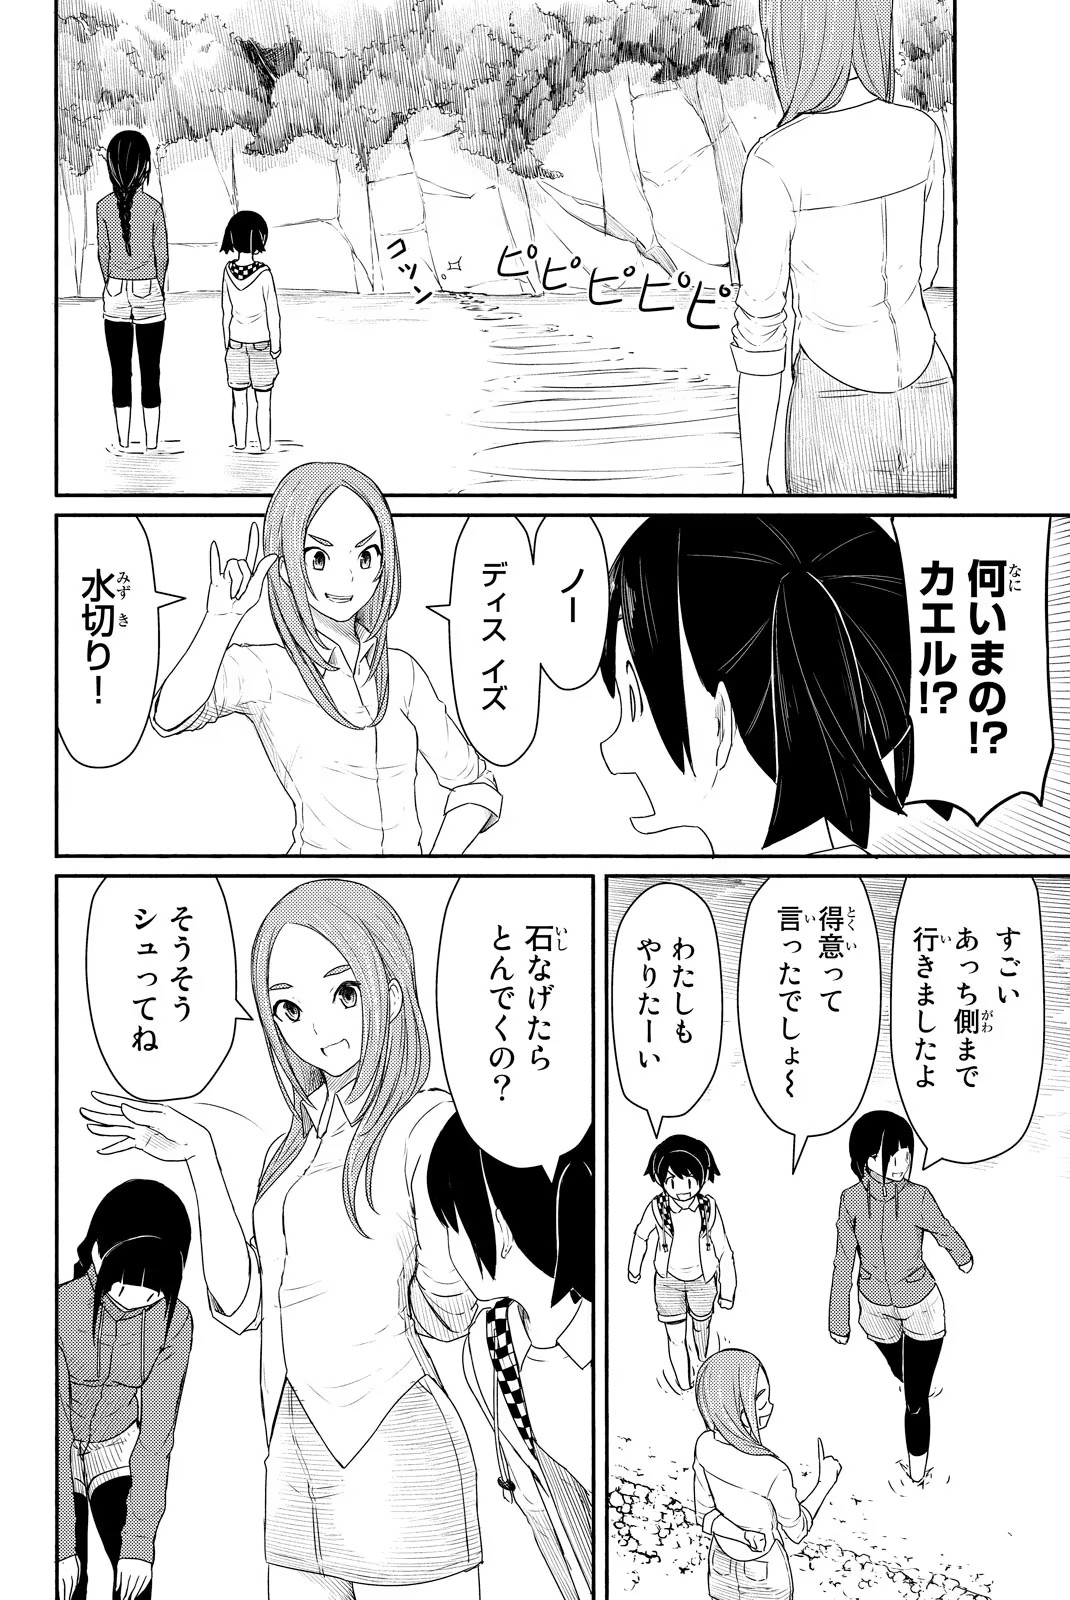 ピピピピピ
コツン
何いまの!?
カエル!?
ノー
ディス イズ
水切り!
すごい
あっち側まで
行きましたよ
得意って
言ったでしょ〜
わたしも
やりたーい
石なげたら
とんでくの?
そうそう
シュってね